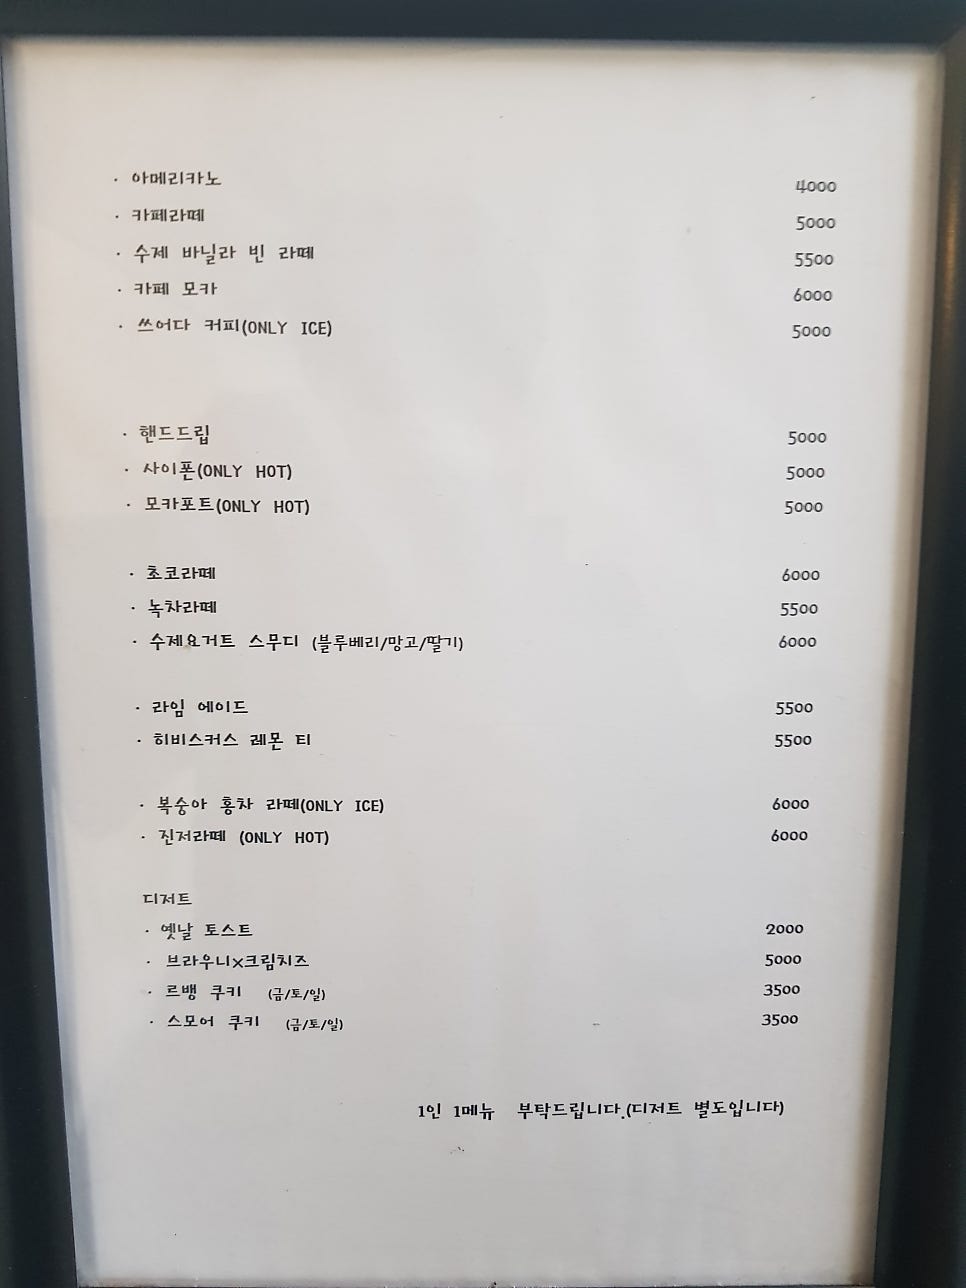 · 아메리카노 4000
· 카페라떼 5000
· 수제 바닐라 빈 라떼 5500
· 카페 모카 6000
· 쓰어다 커피(ONLY ICE) 5000
· 핸드드립 5000
· 사이폰(ONLY HOT) 5000
· 모카포트(ONLY HOT) 5000
· 초코라떼 6000
· 녹차라떼 5500
· 수제요거트 스무디 (블루베리/망고/딸기) 6000
· 라임 에이드 5500
· 히비스커스 레몬 티 5500
· 복숭아 홍차 라떼(ONLY ICE) 6000
· 진저라떼 (ONLY HOT) 6000
디저트
· 옛날 토스트 2000
· 브라우니x크림치즈 5000
· 르뱅 쿠키 (금/토/일) 3500
· 스모어 쿠키 (금/토/일) 3500
1인 1메뉴 부탁드립니다.(디저트 별도입니다)